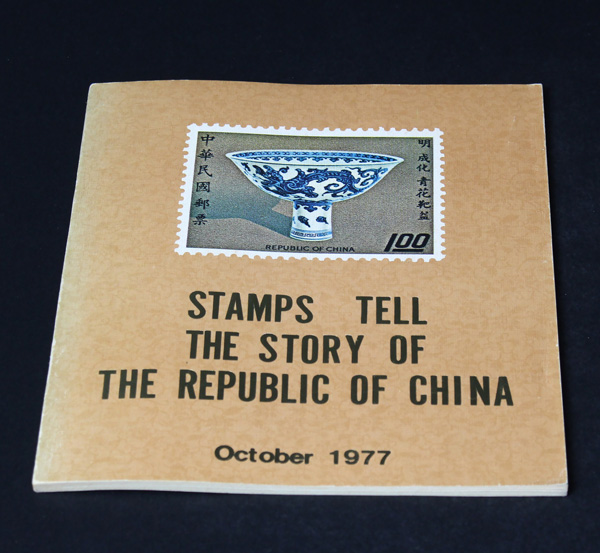 中華民國郵票
明 成化 青花靶盌
REPUBLIC OF CHINA
1.00
STAMPS TELL
THE STORY OF
THE REPUBLIC OF CHINA
October 1977